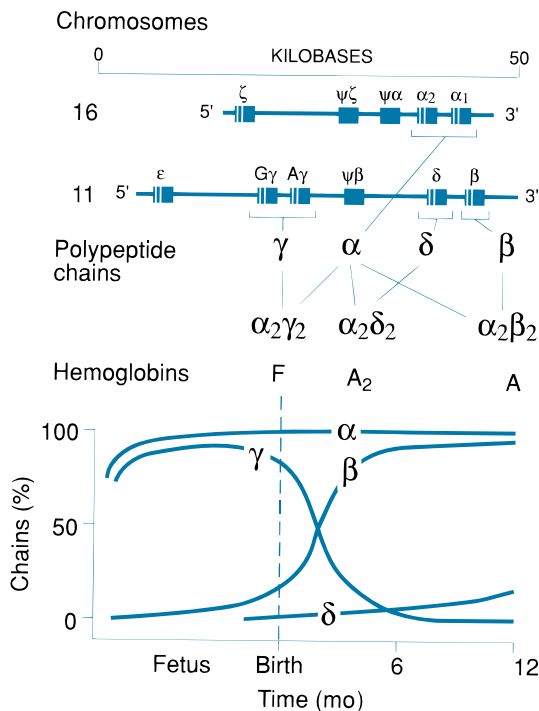 Chromosomes
0 KILOBASES 50
ζ ψζ ψα α2 α1
16 5' 3'
ε Gγ Aγ ψβ δ β
11 5' 3'
Polypeptide chains γ α δ β
α2γ2 α2δ2 α2β2
Hemoglobins F A2 A
100
α
γ
β
Chains (%)
50
δ
0
Fetus Birth 6 12
Time (mo)